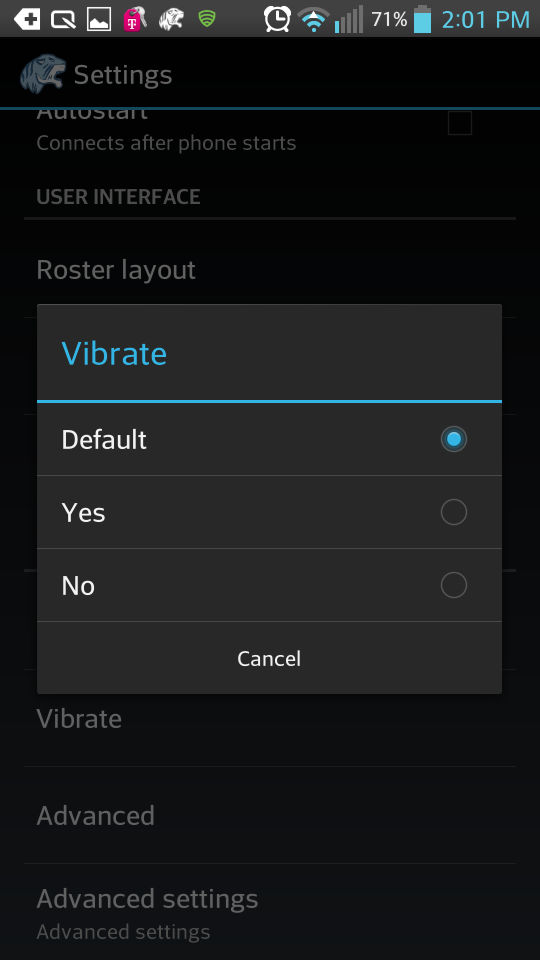 71% 2:01 PM
Settings
Autostart
Connects after phone starts
USER INTERFACE
Roster layout
Vibrate
Default
Yes
No
Cancel
Vibrate
Advanced
Advanced settings
Advanced settings